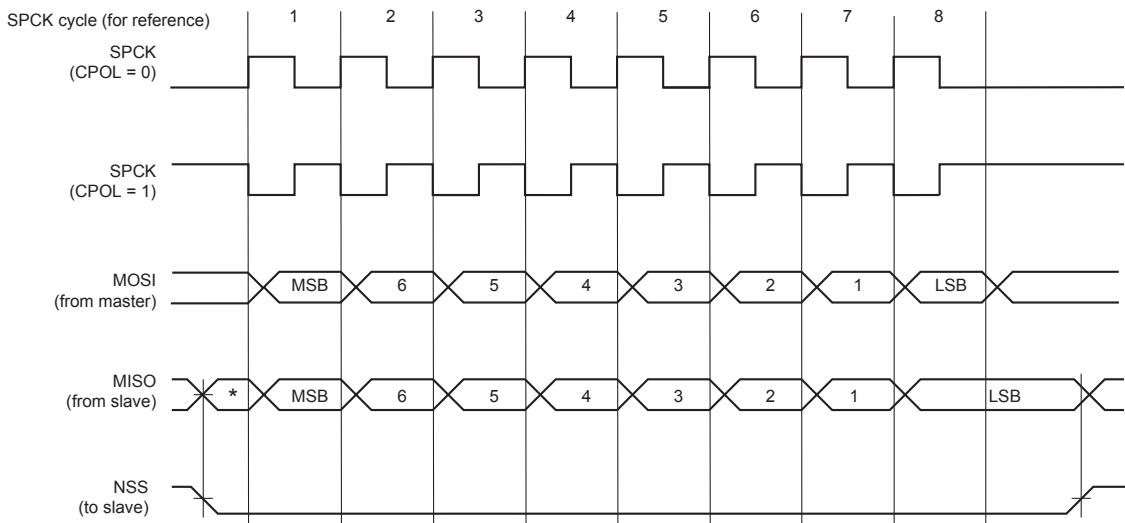 SPCK cycle (for reference) 1 2 3 4 5 6 7 8
SPCK
(CPOL = 0)
SPCK
(CPOL = 1)
MOSI
(from master)
MSB 6 5 4 3 2 1 LSB
MISO
(from slave)
* MSB 6 5 4 3 2 1 LSB
NSS
(to slave)